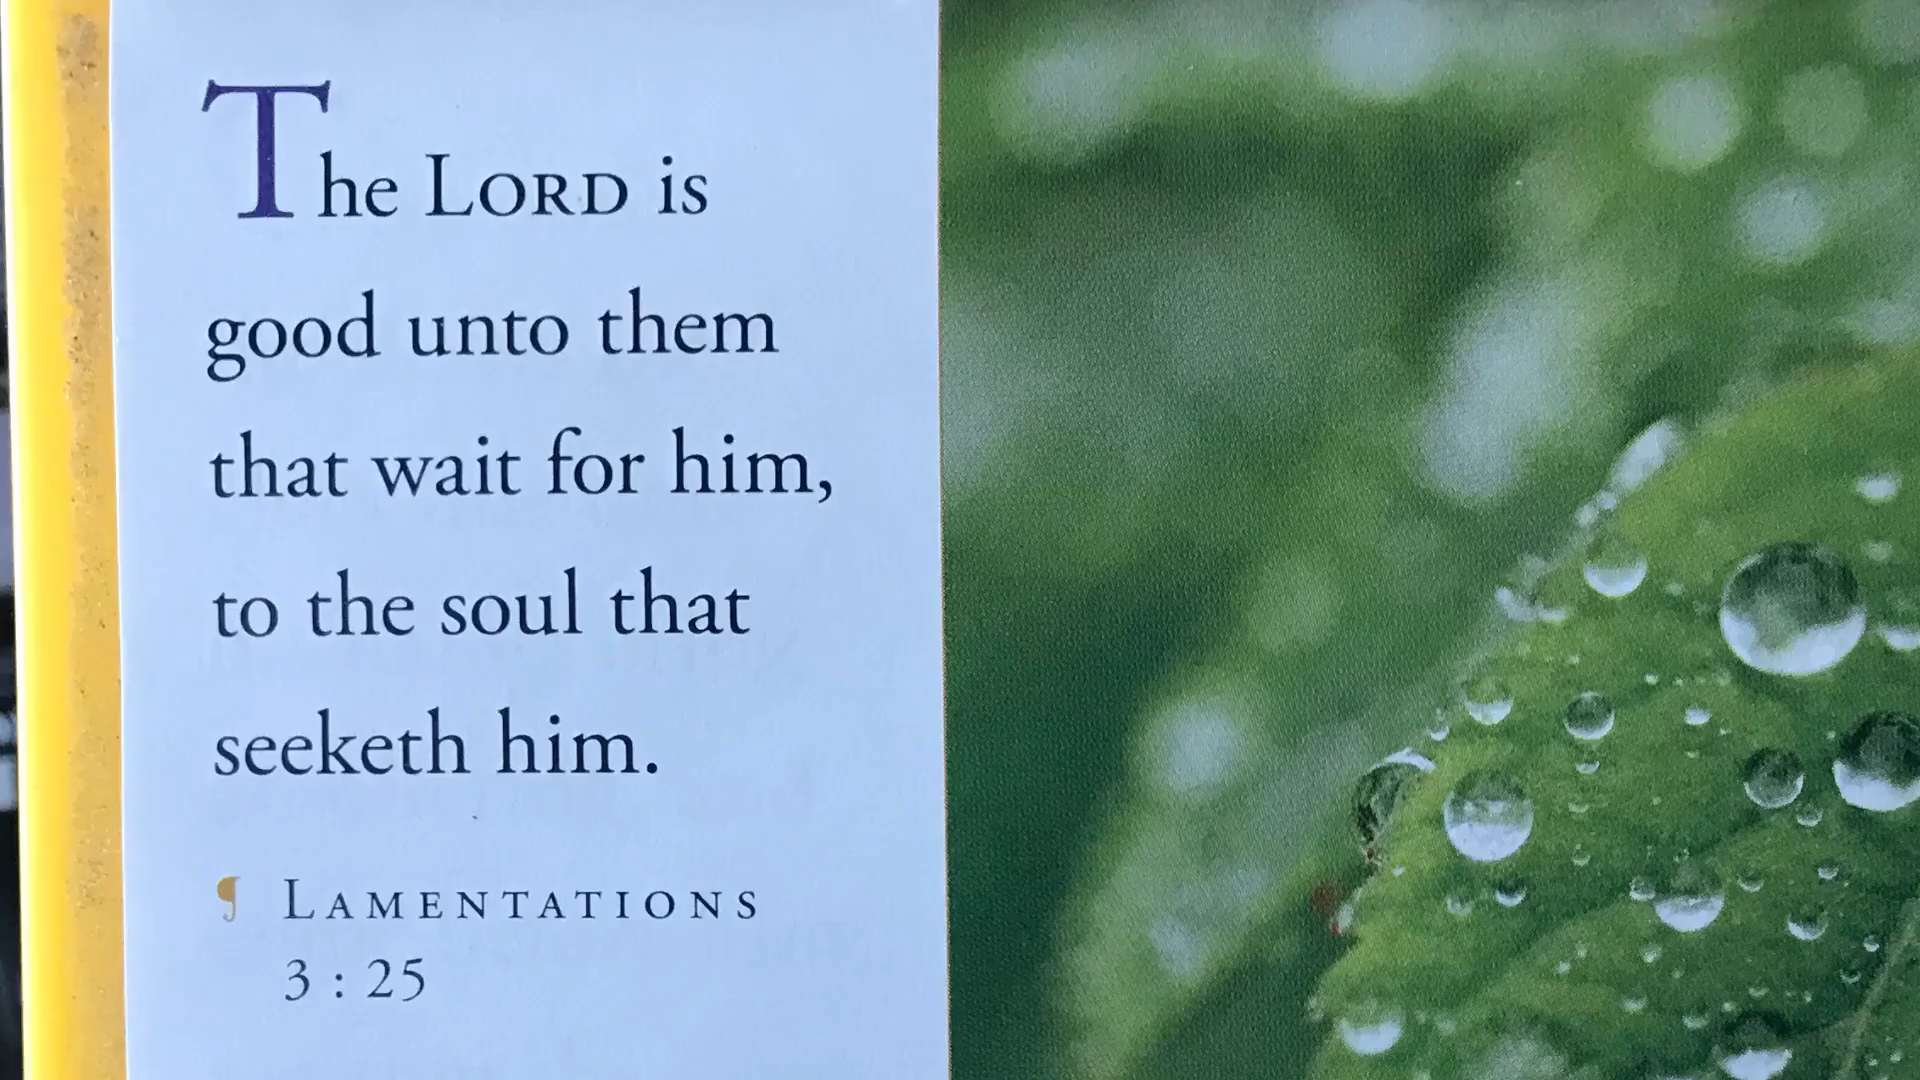 The LORD is
good unto them
that wait for him,
to the soul that
seeketh him.
¶ LAMENTATIONS
3 : 25